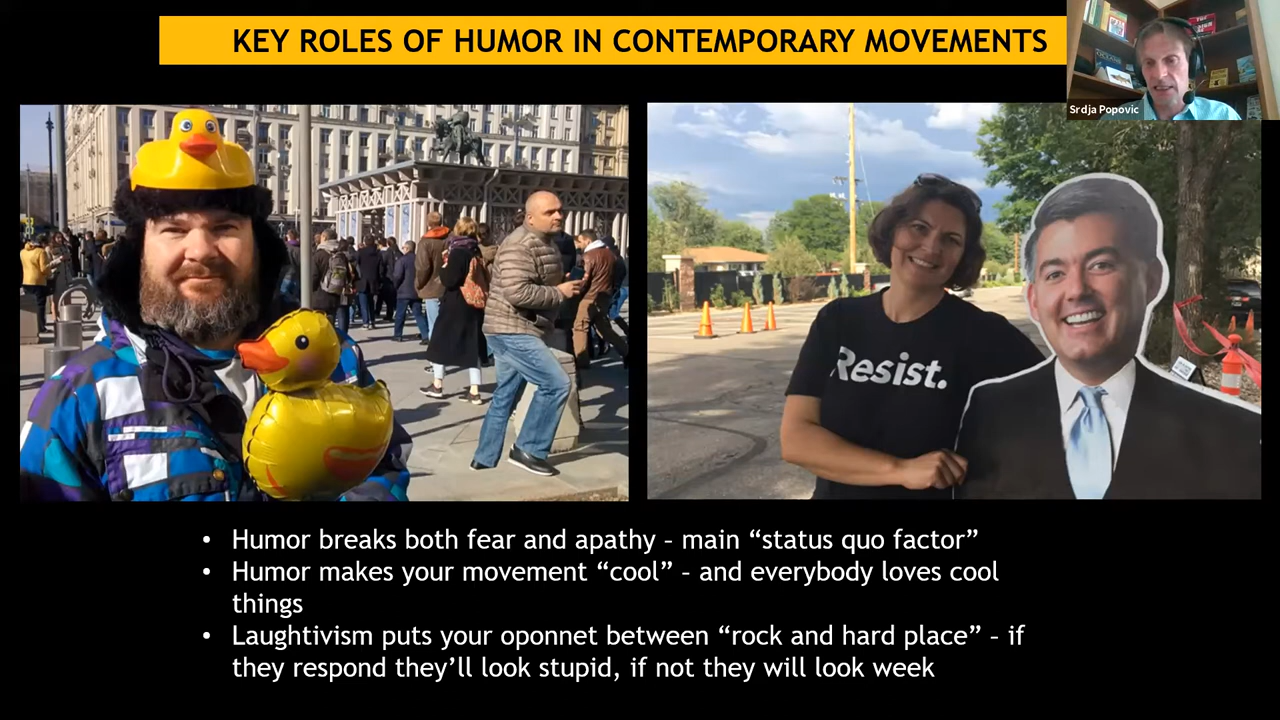 KEY ROLES OF HUMOR IN CONTEMPORARY MOVEMENTS
Srdja Popovic
Resist.
• Humor breaks both fear and apathy – main “status quo factor”
• Humor makes your movement “cool” – and everybody loves cool
things
• Laughtivism puts your oponnet between “rock and hard place” – if
they respond they’ll look stupid, if not they will look week